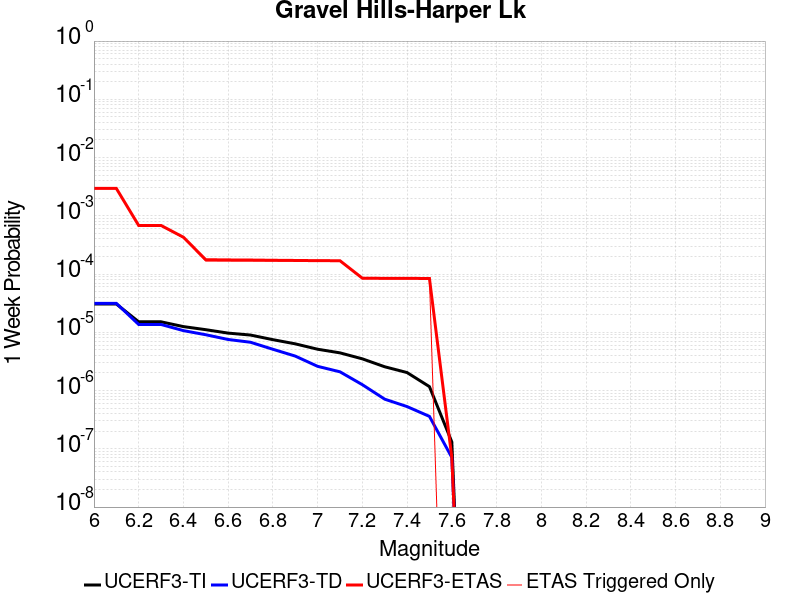 Gravel Hills-Harper Lk
10^0
10^-1
10^-2
10^-3
10^-4
10^-5
10^-6
10^-7
10^-8
1 Week Probability
6 6.2 6.4 6.6 6.8 7 7.2 7.4 7.6 7.8 8 8.2 8.4 8.6 8.8 9
Magnitude
UCERF3-TI UCERF3-TD UCERF3-ETAS ETAS Triggered Only